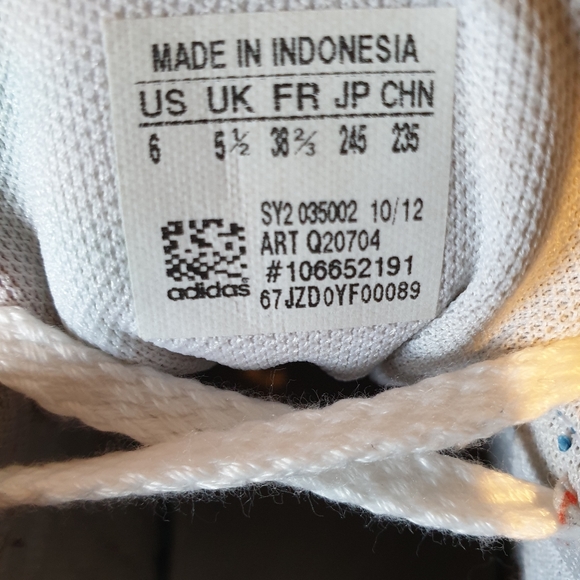 MADE IN INDONESIA
US UK FR JP CHN
6 5½ 38⅔ 245 235
SY2 035002 10/12
ART Q20704
#106652191
adidas 67JZD0YF00089